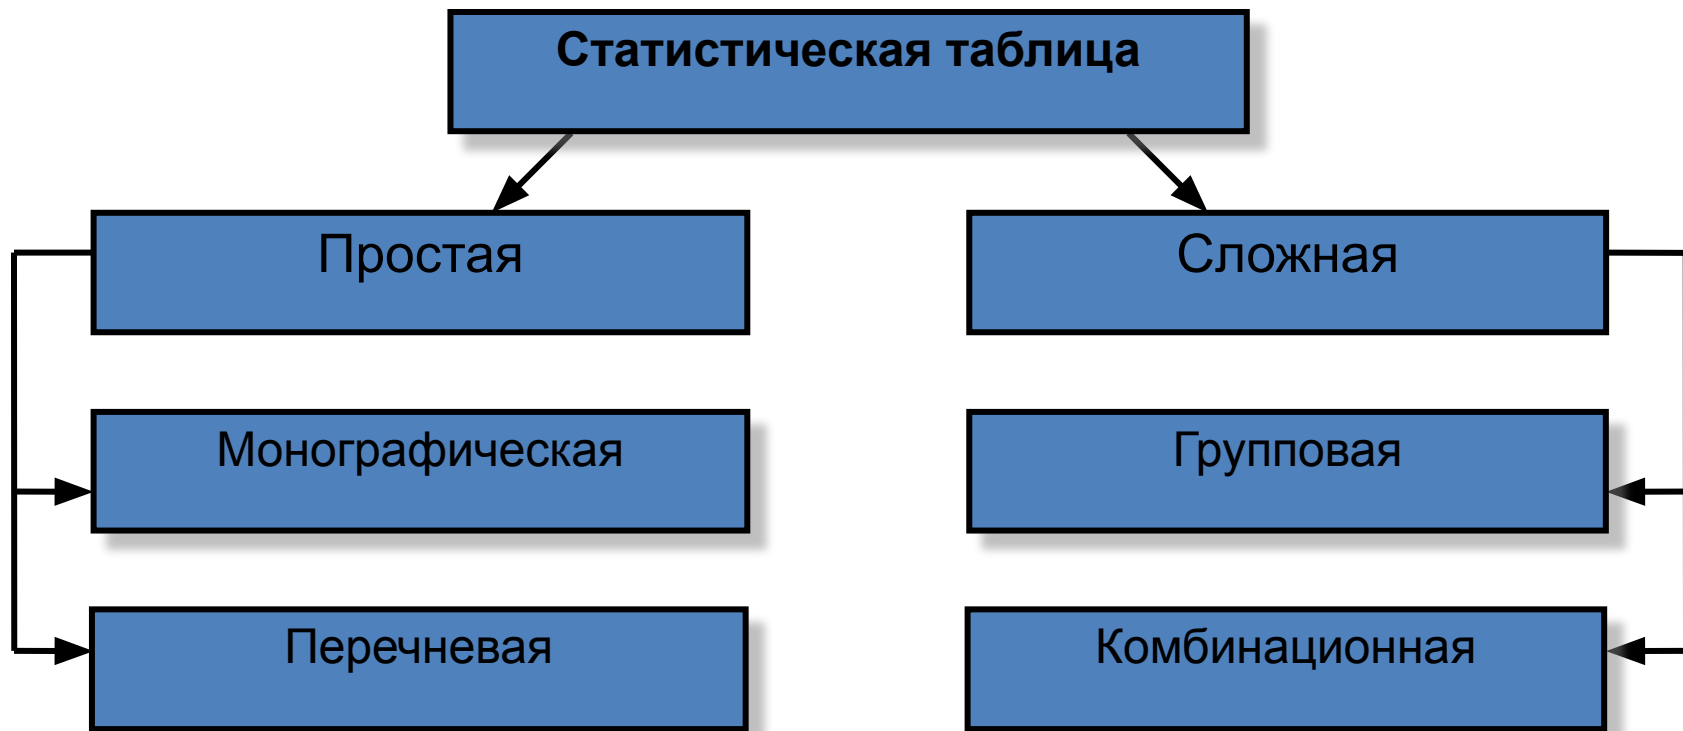 Статистическая таблица
Простая
Сложная
Монографическая
Групповая
Перечневая
Комбинационная